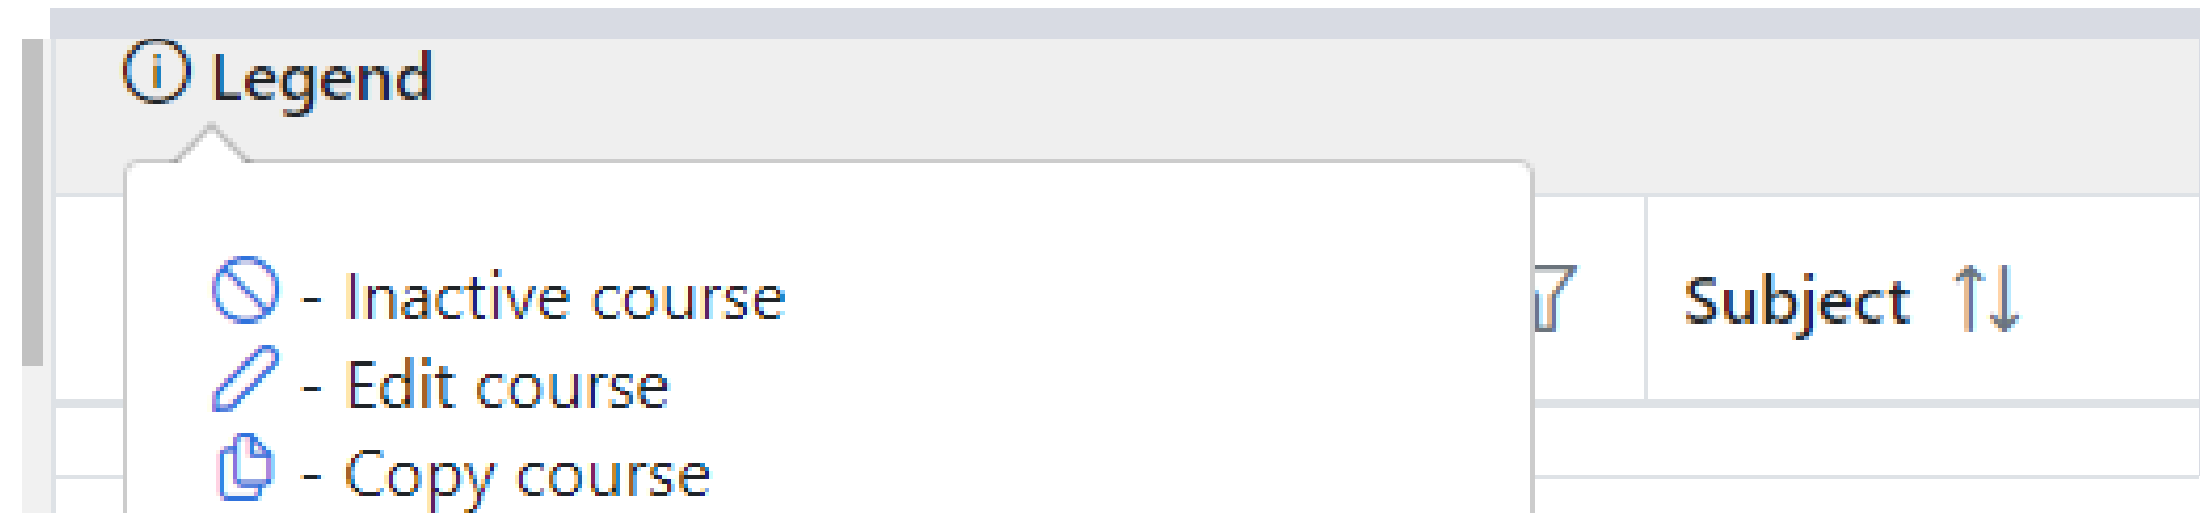 Legend
- Inactive course
Subject
- Edit course
- Copy course